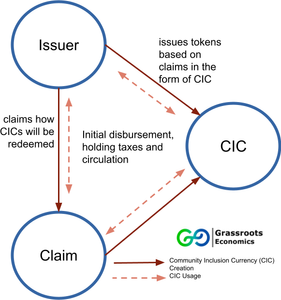 Issuer
issues tokens
based on
claims in the
form of CIC
claims how
CICs will be
redeemed
Initial disbursement,
holding taxes and
circulation
CIC
Claim
Grassroots
Economics
Community Inclusion Currency (CIC)
Creation
CIC Usage